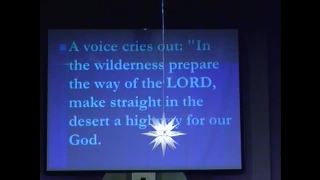 A voice cries out: "In
the wilderness prepare
the way of the LORD,
make straight in the
desert a highway for our
God.